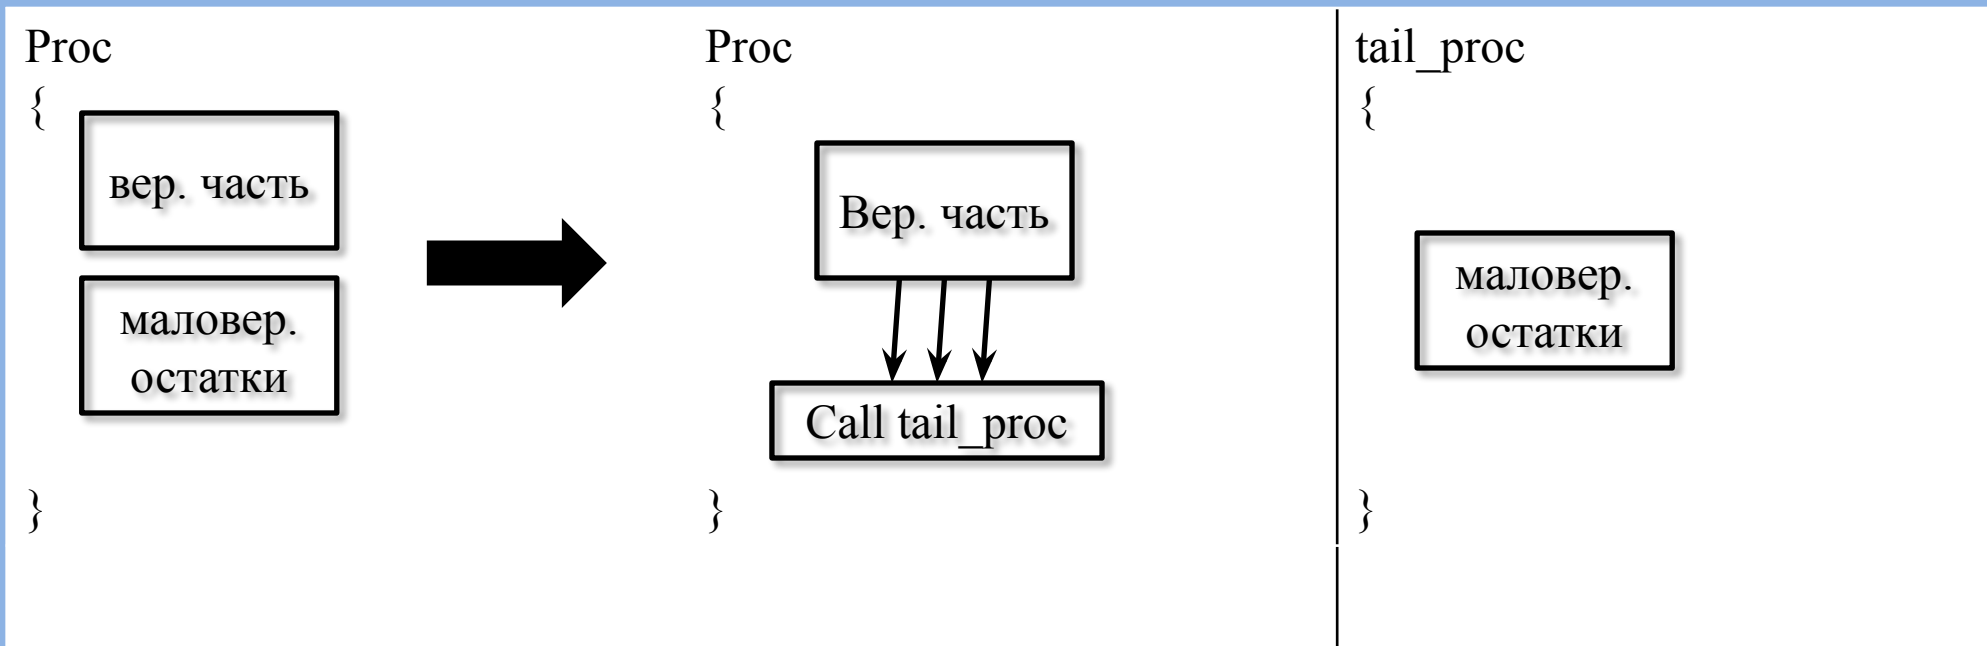 Proc
{
вер. часть
маловер.
остатки
}
Proc
{
Вер. часть
Call tail_proc
}
tail_proc
{
маловер.
остатки
}